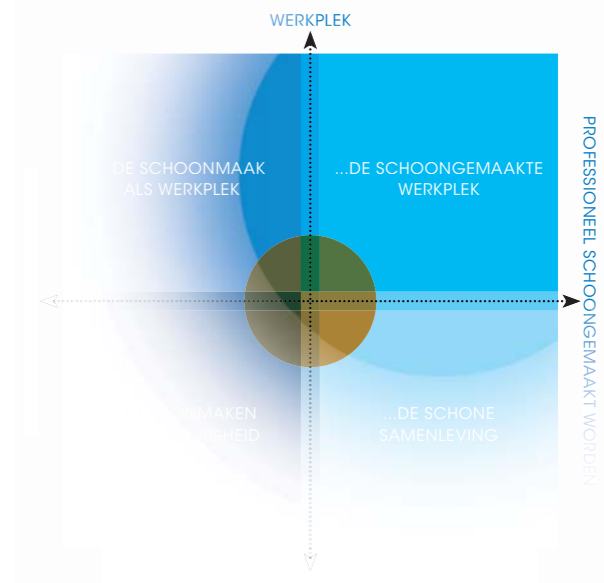 WERKPLEK
DE SCHOONMAAK
ALS WERKPLEK
...DE SCHOONGEMAAKTE
WERKPLEK
PROFESSIONEEL SCHOONGEMAAKT WORDEN
...DE SCHONE
SAMENLEVING